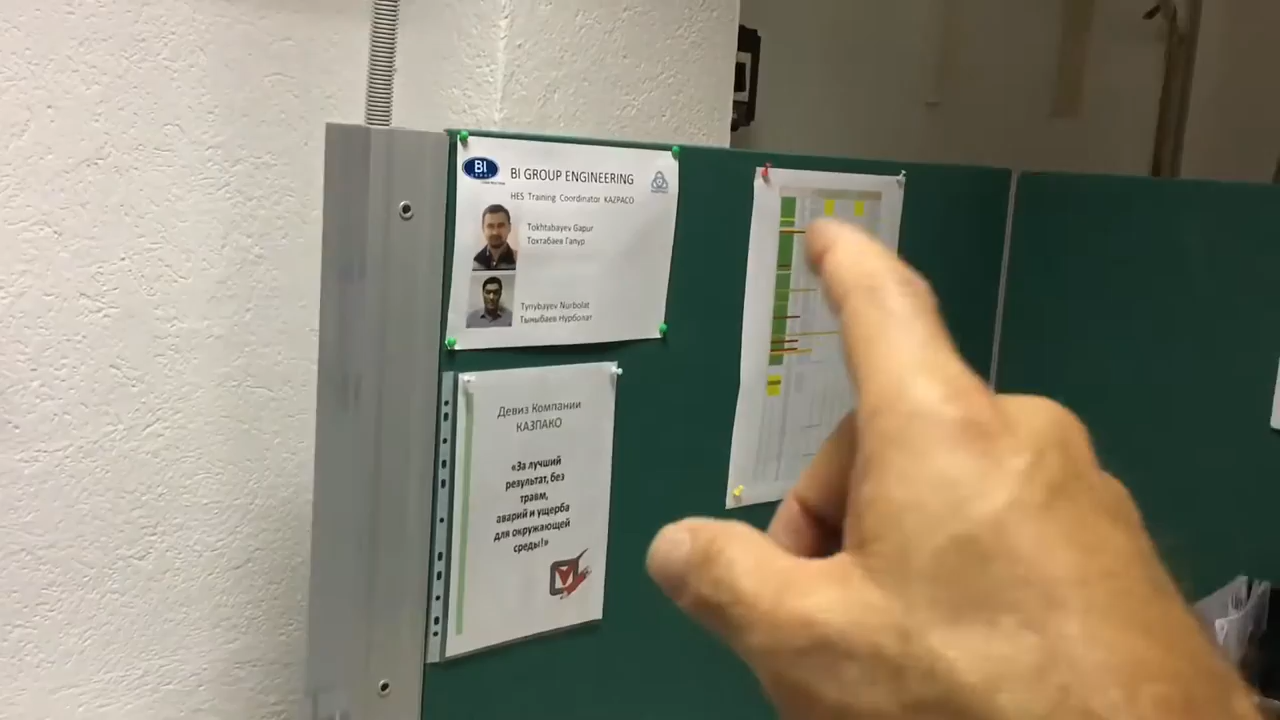 BI
GROUP
BI GROUP ENGINEERING
HES Training Coordinator KAZPACO
Tokhtabayev Gapur
Тохтабаев Гапур
Tynybayev Nurbolat
Тыныбаев Нурболат
Девиз Компании
КАЗПАКО
«За лучший
результат, без
травм,
аварий и ущерба
для окружающей
среды!»